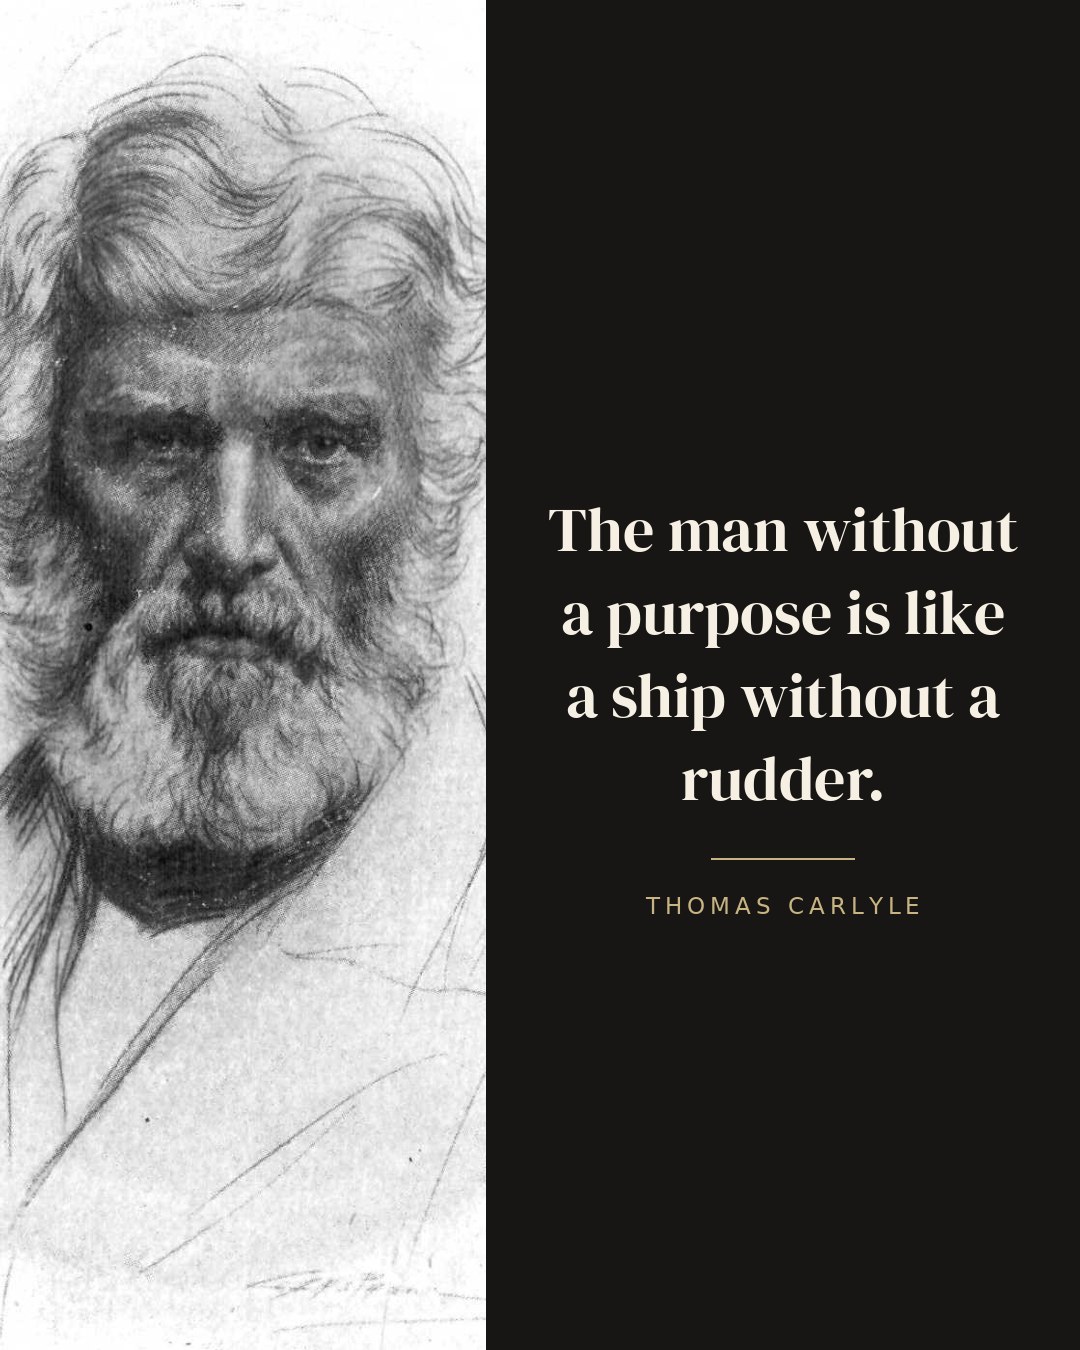 The man without
a purpose is like
a ship without a
rudder.
THOMAS CARLYLE